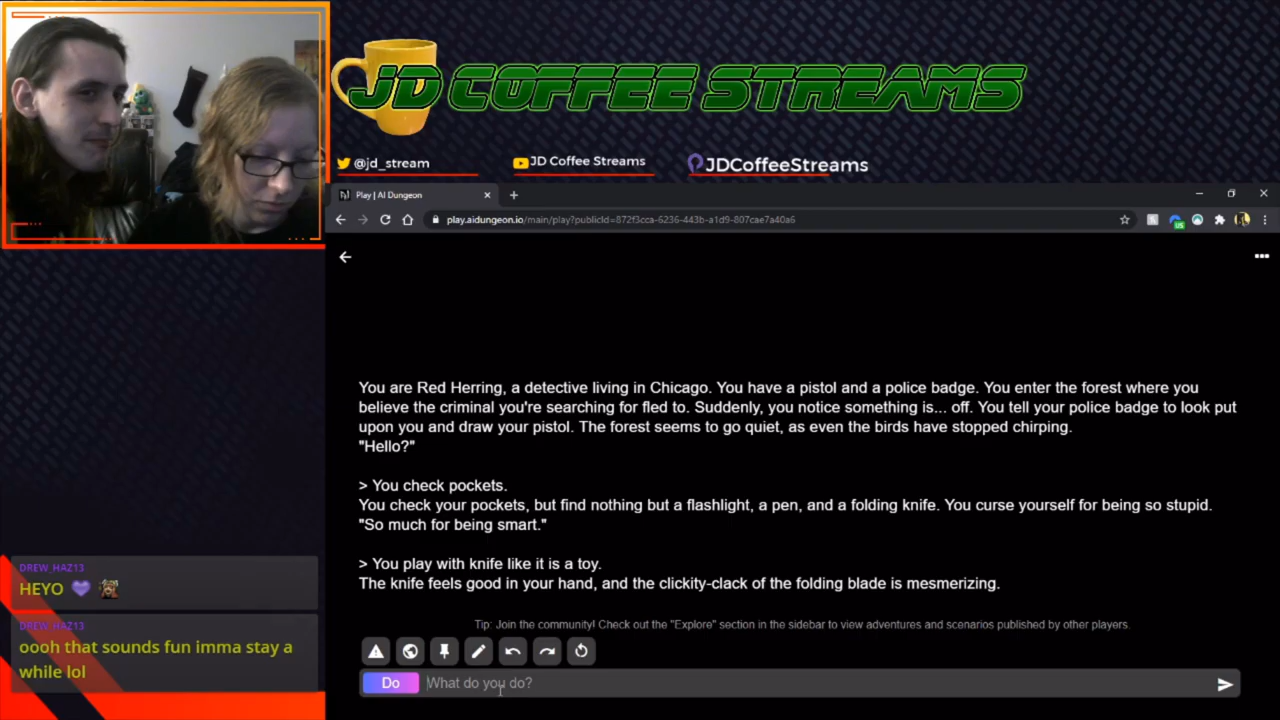 JD COFFEE STREAMS
@jd_stream
JD Coffee Streams
JDCoffeeStreams
Play | AI Dungeon
play.aidungeon.io/main/play?publicId=872f3cca-6236-443b-a1d9-807cae7a40a6
US
You are Red Herring, a detective living in Chicago. You have a pistol and a police badge. You enter the forest where you
believe the criminal you're searching for fled to. Suddenly, you notice something is... off. You tell your police badge to look put
upon you and draw your pistol. The forest seems to go quiet, as even the birds have stopped chirping.
"Hello?"
> You check pockets.
You check your pockets, but find nothing but a flashlight, a pen, and a folding knife. You curse yourself for being so stupid.
"So much for being smart."
> You play with knife like it is a toy.
The knife feels good in your hand, and the clickity-clack of the folding blade is mesmerizing.
Tip: Join the community! Check out the "Explore" section in the sidebar to view adventures and scenarios published by other players.
Do What do you do?
DREW_HAZ13
HEYO
DREW_HAZ13
oooh that sounds fun imma stay a
while lol